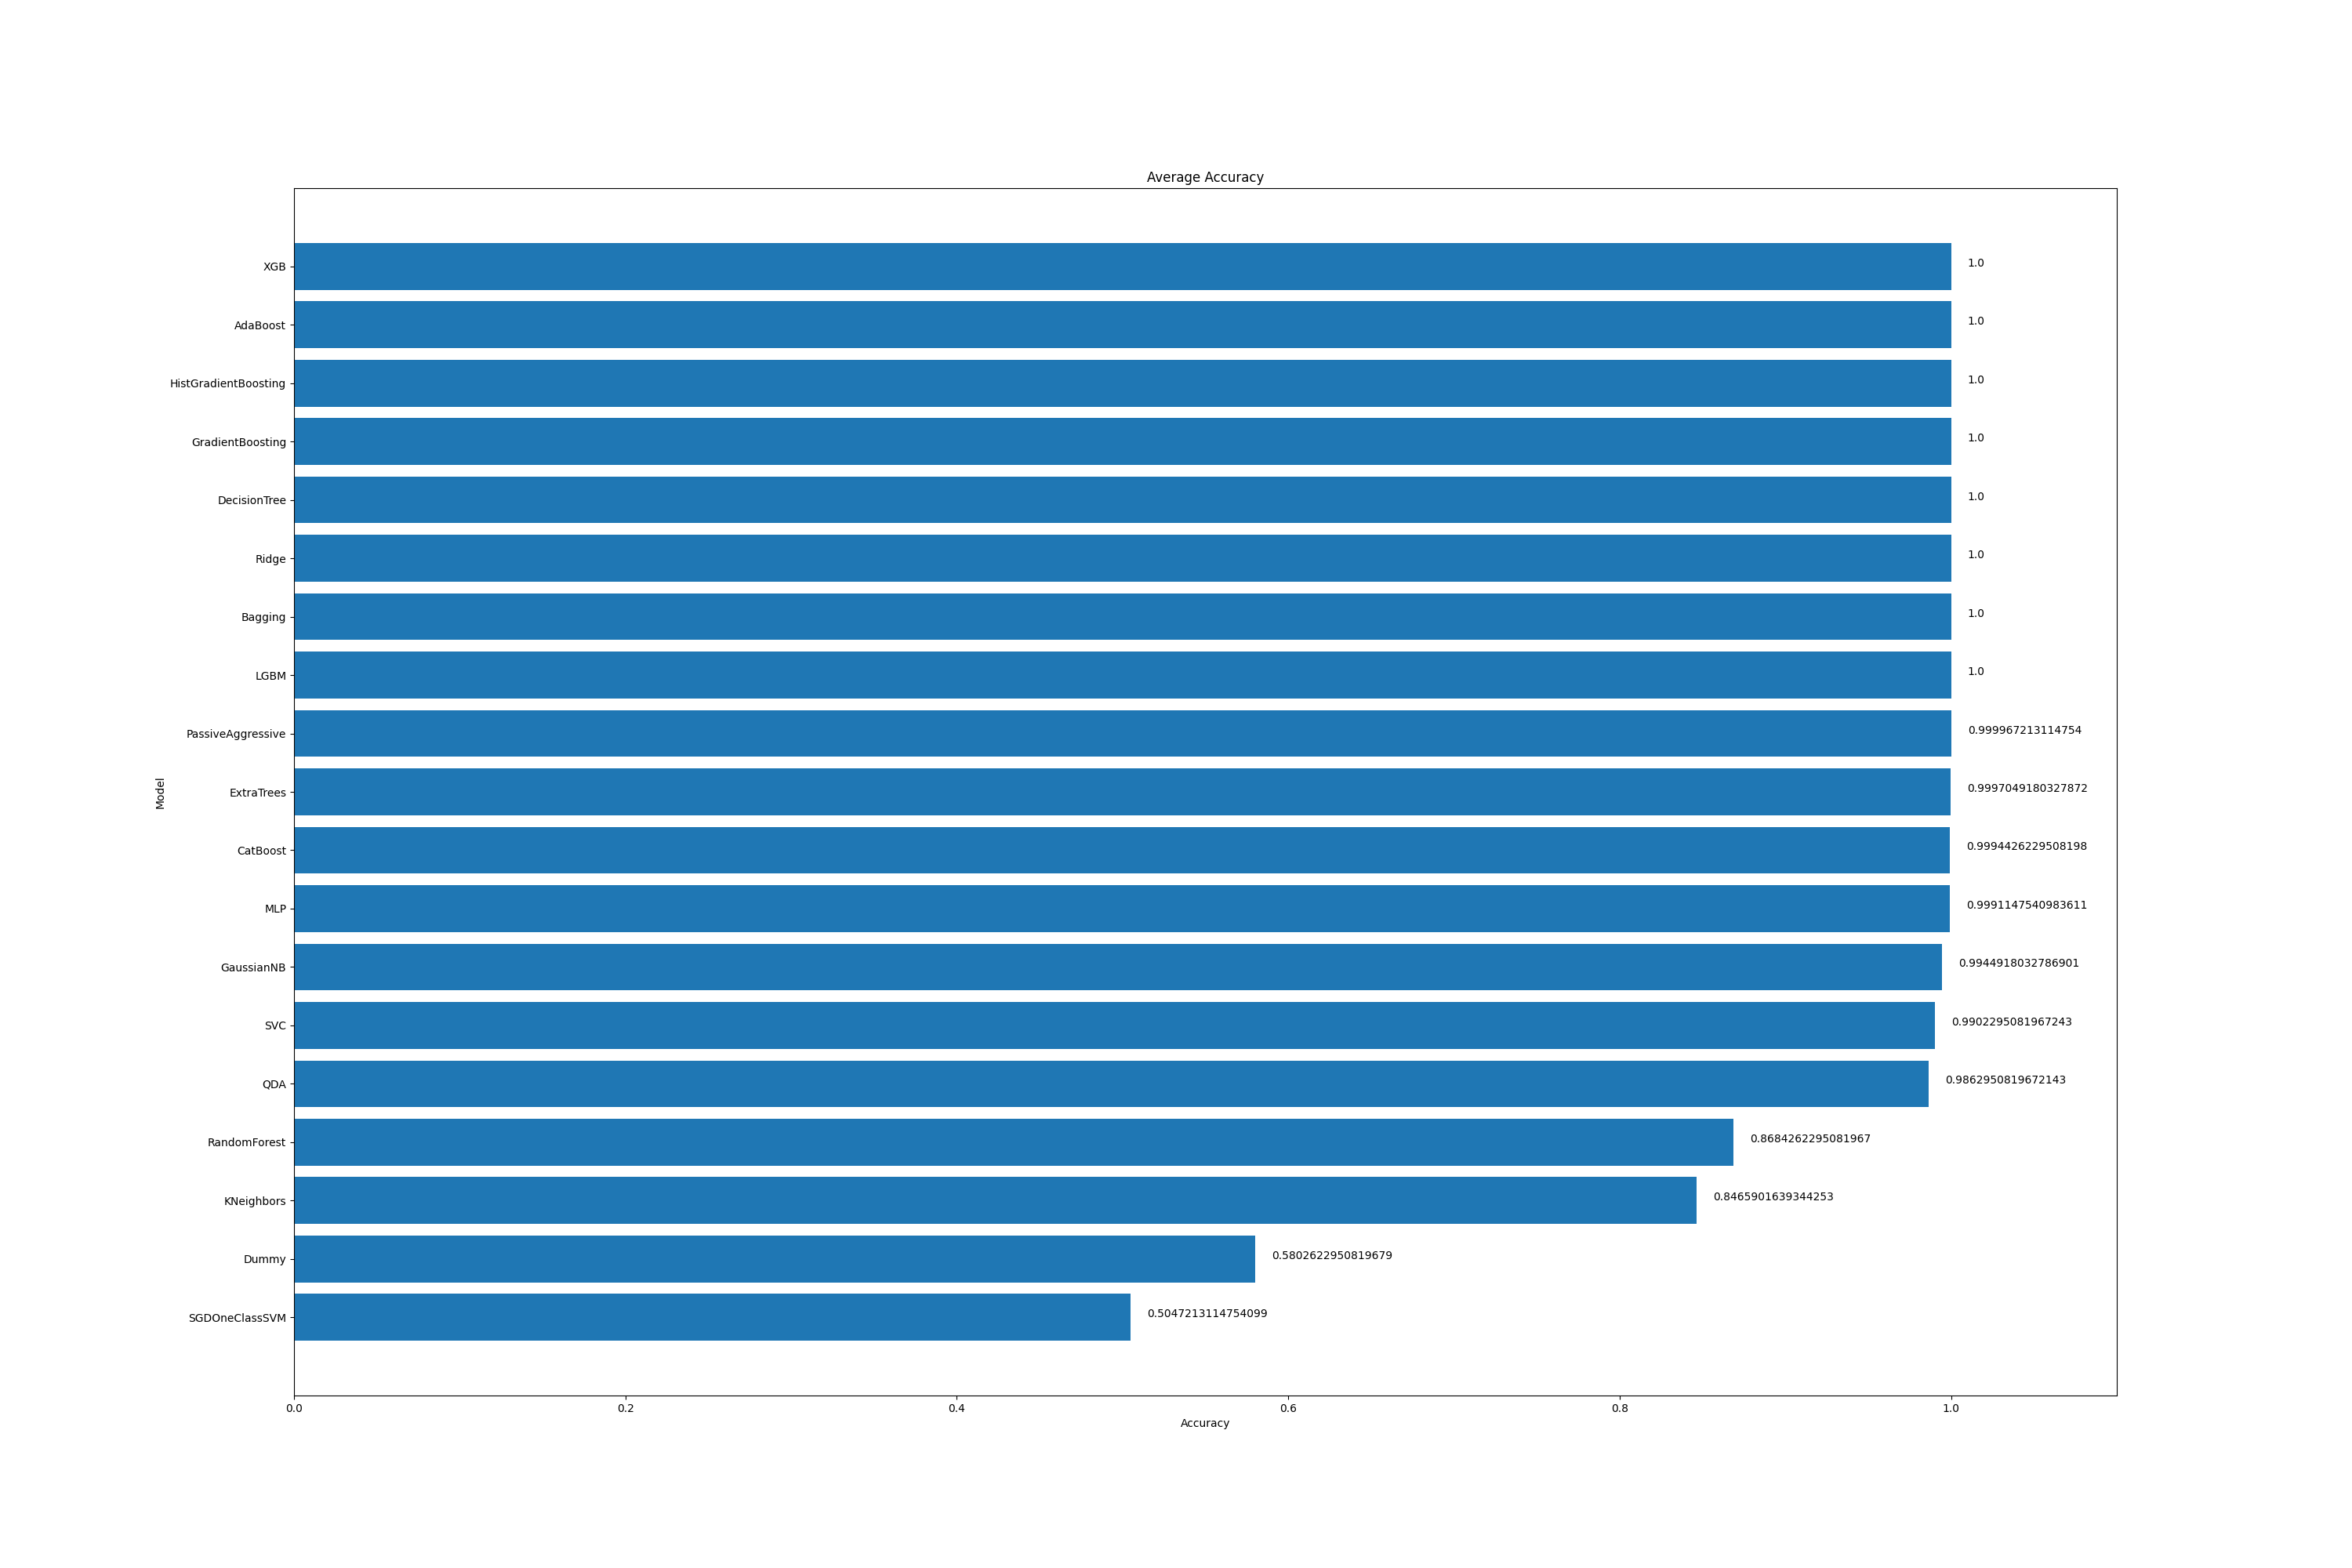 Average Accuracy
XGB 1.0
AdaBoost 1.0
HistGradientBoosting 1.0
GradientBoosting 1.0
DecisionTree 1.0
Ridge 1.0
Bagging 1.0
LGBM 1.0
PassiveAggressive 0.999967213114754
ExtraTrees 0.9997049180327872
CatBoost 0.9994426229508198
MLP 0.9991147540983611
GaussianNB 0.9944918032786901
SVC 0.9902295081967243
QDA 0.9862950819672143
RandomForest 0.8684262295081967
KNeighbors 0.8465901639344253
Dummy 0.5802622950819679
SGDOneClassSVM 0.5047213114754099
Model
0.0 0.2 0.4 0.6 0.8 1.0
Accuracy